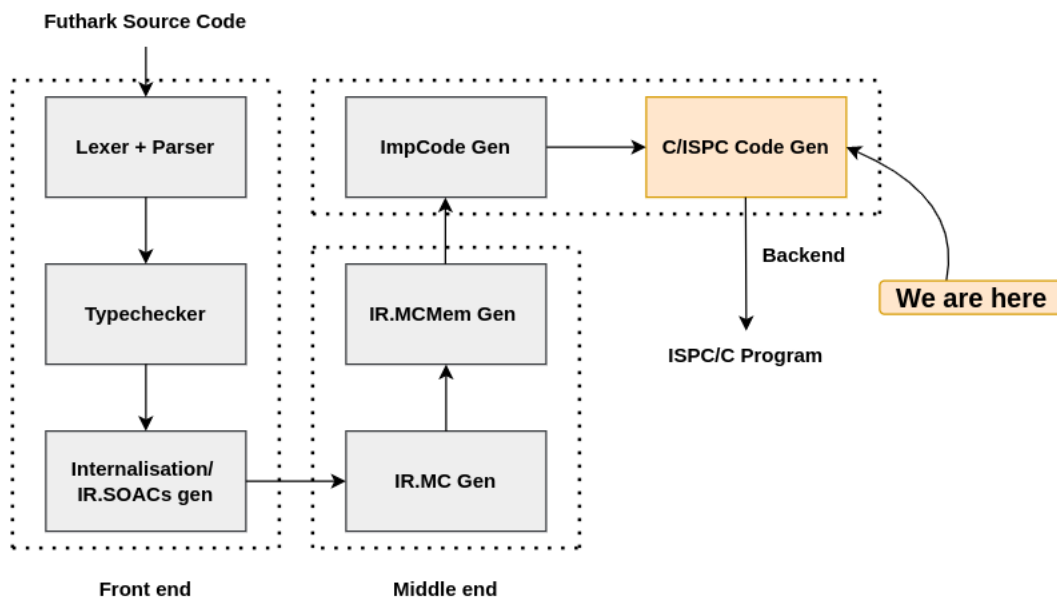 Futhark Source Code
Lexer + Parser
Typechecker
Internalisation/
IR.SOACs gen
Front end
ImpCode Gen
IR.MCMem Gen
IR.MC Gen
Middle end
C/ISPC Code Gen
Backend
ISPC/C Program
We are here